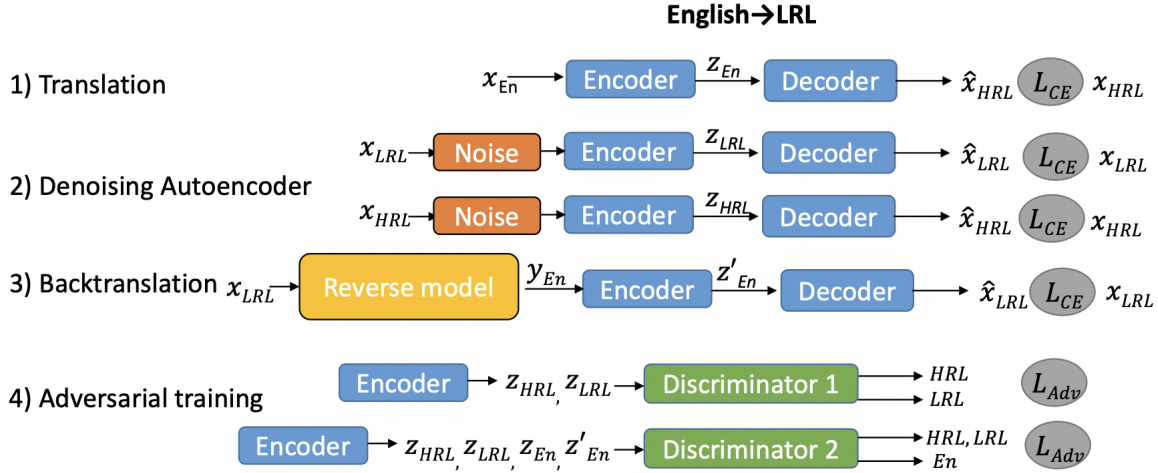 English→LRL
1) Translation x_En Encoder z_En Decoder x̂_HRL L_CE x_HRL
x_LRL Noise Encoder z_LRL Decoder x̂_LRL L_CE x_LRL
2) Denoising Autoencoder
x_HRL Noise Encoder z_HRL Decoder x̂_HRL L_CE x_HRL
3) Backtranslation x_LRL Reverse model y_En Encoder z'_En Decoder x̂_LRL L_CE x_LRL
Encoder z_HRL, z_LRL Discriminator 1 HRL LRL L_Adv
4) Adversarial training
Encoder z_HRL, z_LRL, z_En, z'_En Discriminator 2 HRL, LRL En L_Adv